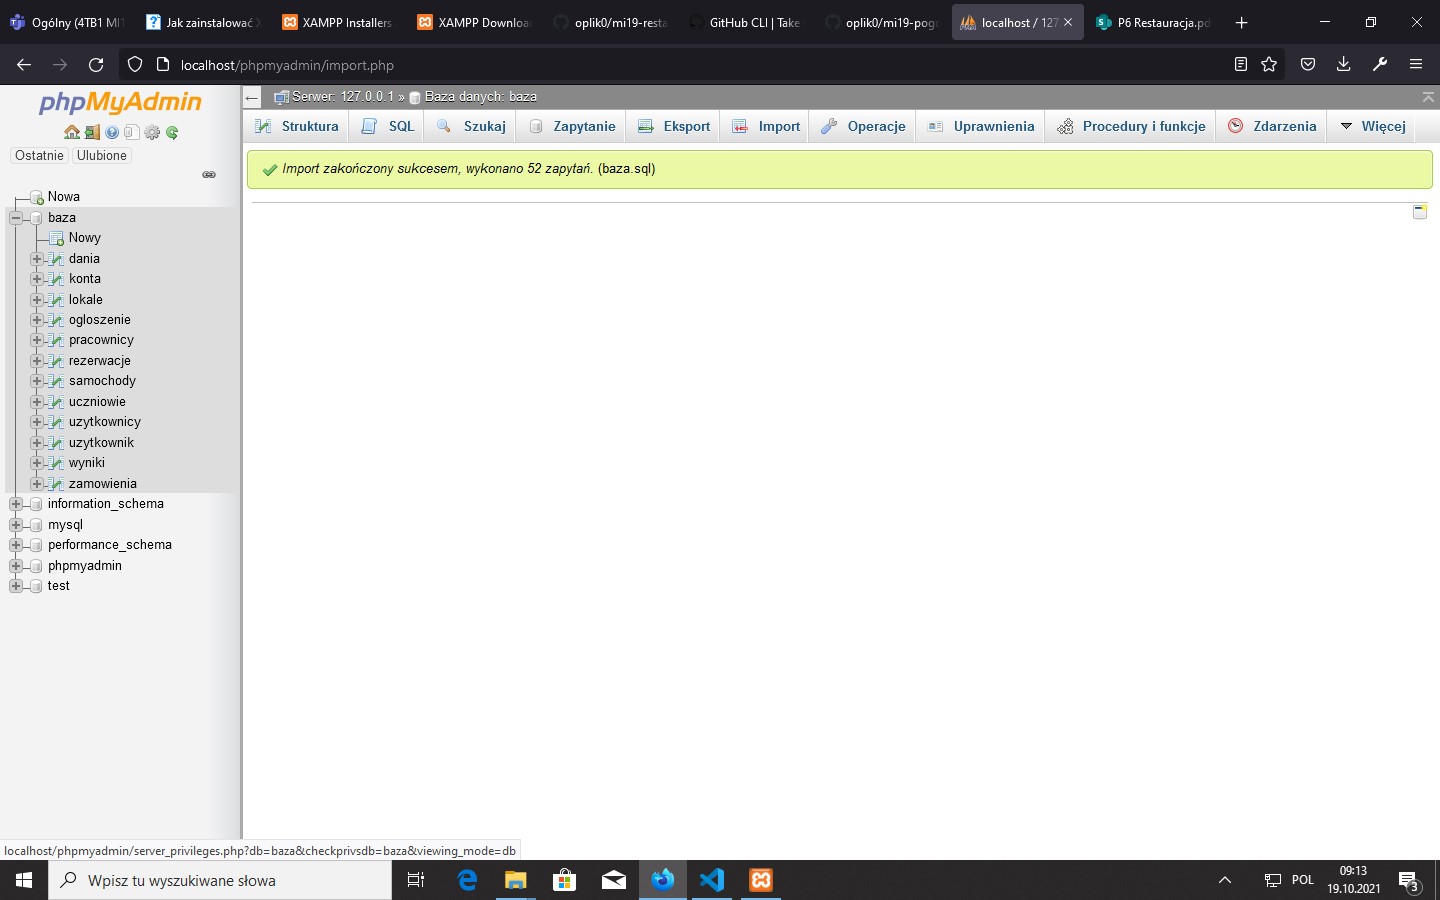 Ogólny (4TB1 MI1
Jak zainstalować X
XAMPP Installers
XAMPP Downloa
oplik0/mi19-resta
GitHub CLI | Take
oplik0/mi19-pogo
localhost / 127
P6 Restauracja.pd
localhost/phpmyadmin/import.php
phpMyAdmin
Ostatnie
Ulubione
Nowa
baza
Nowy
dania
konta
lokale
ogloszenie
pracownicy
rezerwacje
samochody
uczniowie
uzytkownicy
uzytkownik
wyniki
zamowienia
information_schema
mysql
performance_schema
phpmyadmin
test
Serwer: 127.0.0.1 » Baza danych: baza
Struktura
SQL
Szukaj
Zapytanie
Eksport
Import
Operacje
Uprawnienia
Procedury i funkcje
Zdarzenia
Więcej
Import zakończony sukcesem, wykonano 52 zapytań. (baza.sql)
localhost/phpmyadmin/server_privileges.php?db=baza&checkprivsdb=baza&viewing_mode=db
Wpisz tu wyszukiwane słowa
POL
09:13
19.10.2021
3